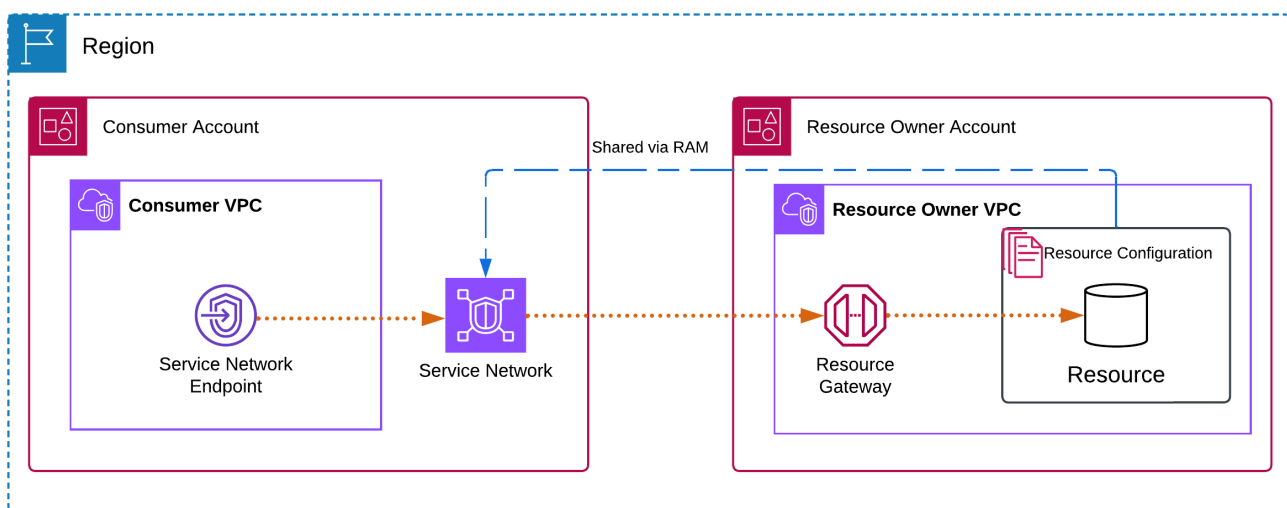 Region
Consumer Account
Shared via RAM
Resource Owner Account
Consumer VPC
Resource Owner VPC
Resource Configuration
Service Network
Endpoint
Service Network
Resource
Gateway
Resource